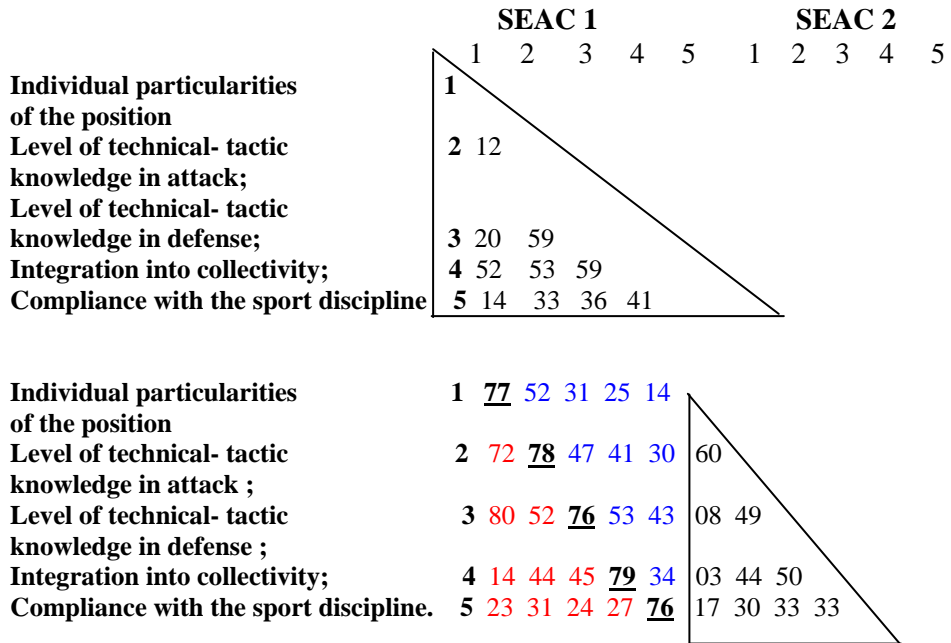 SEAC 1 SEAC 2
1 2 3 4 5 1 2 3 4 5
Individual particularities 1
of the position
Level of technical- tactic 2 12
knowledge in attack;
Level of technical- tactic
knowledge in defense; 3 20 59
Integration into collectivity; 4 52 53 59
Compliance with the sport discipline 5 14 33 36 41
Individual particularities 1 77 52 31 25 14
of the position
Level of technical- tactic 2 72 78 47 41 30 60
knowledge in attack ;
Level of technical- tactic 3 80 52 76 53 43 08 49
knowledge in defense ;
Integration into collectivity; 4 14 44 45 79 34 03 44 50
Compliance with the sport discipline. 5 23 31 24 27 76 17 30 33 33